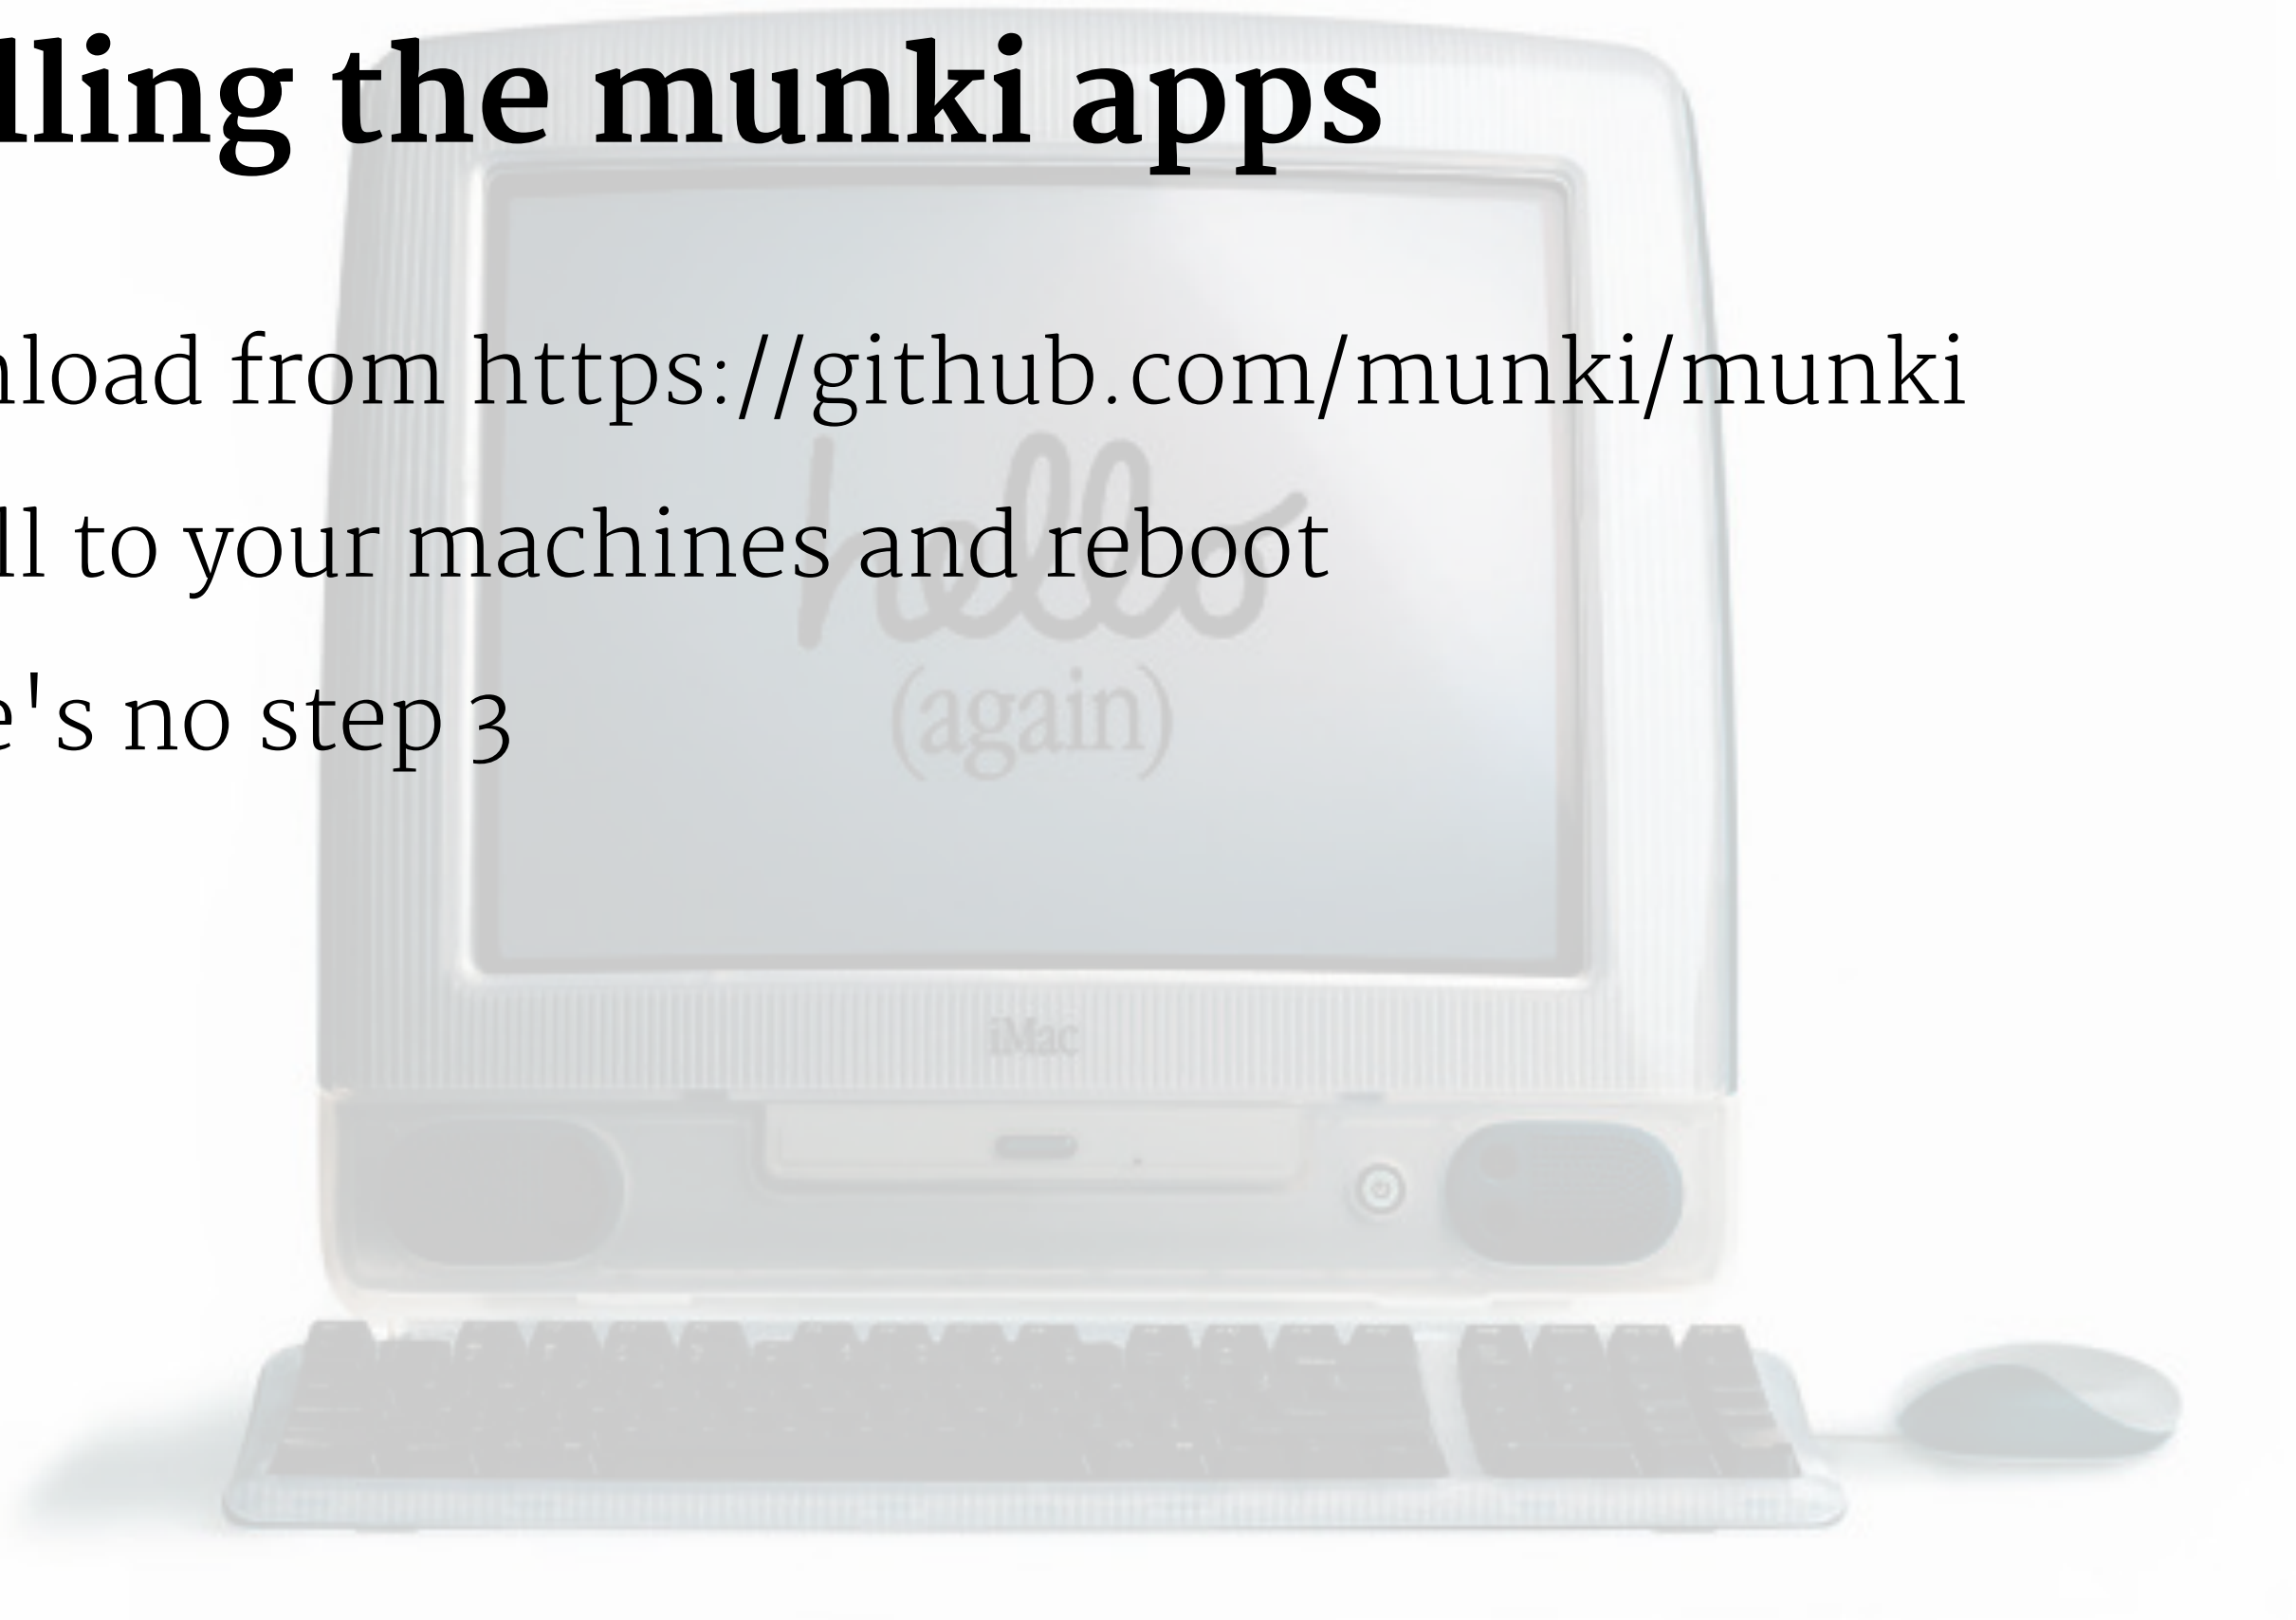 lling the munki apps
nload from https://github.com/munki/munki
ll to your machines and reboot
e's no step 3
hello
(again)
iMac